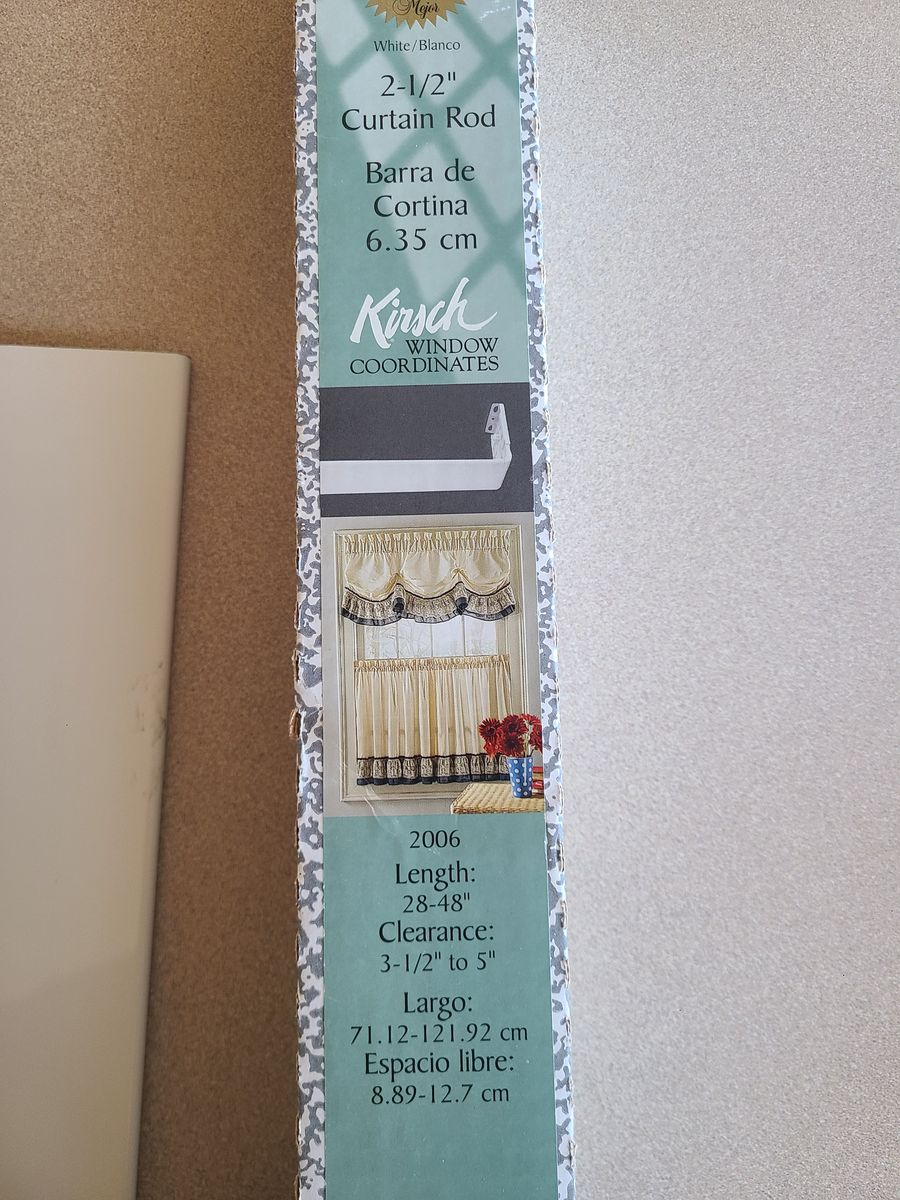 Mejor
White/Blanco
2-1/2"
Curtain Rod
Barra de
Cortina
6.35 cm
Kirsch
WINDOW
COORDINATES
2006
Length:
28-48"
Clearance:
3-1/2" to 5"
Largo:
71.12-121.92 cm
Espacio libre:
8.89-12.7 cm